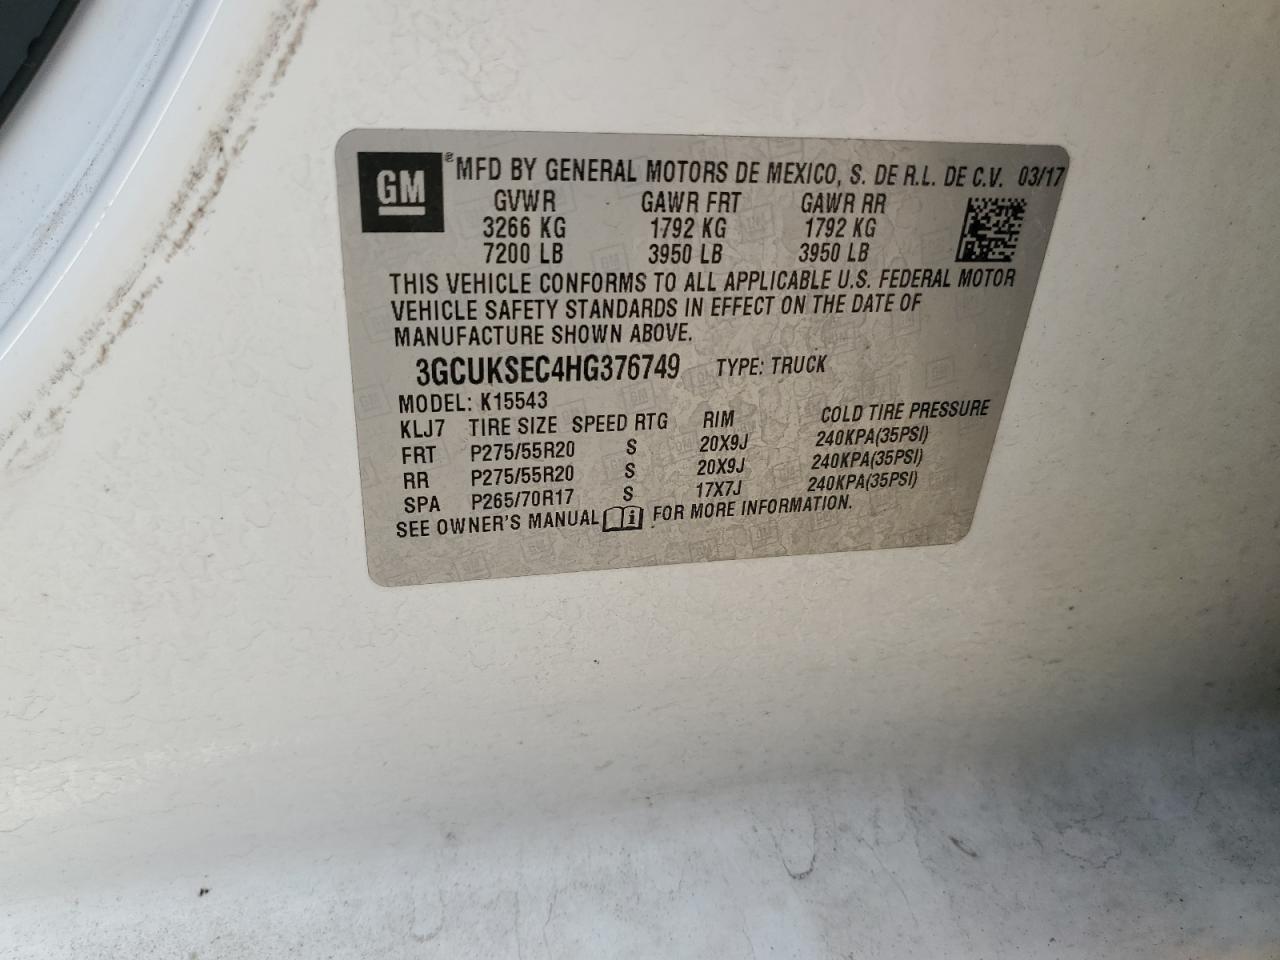 GM ® MFD BY GENERAL MOTORS DE MEXICO, S. DE R.L. DE C.V. 03/17
GVWR GAWR FRT GAWR RR
3266 KG 1792 KG 1792 KG
7200 LB 3950 LB 3950 LB
THIS VEHICLE CONFORMS TO ALL APPLICABLE U.S. FEDERAL MOTOR
VEHICLE SAFETY STANDARDS IN EFFECT ON THE DATE OF
MANUFACTURE SHOWN ABOVE.
3GCUKSEC4HG376749 TYPE: TRUCK
MODEL: K15543
KLJ7 TIRE SIZE SPEED RTG RIM COLD TIRE PRESSURE
FRT P275/55R20 S 20X9J 240KPA(35PSI)
RR P275/55R20 S 20X9J 240KPA(35PSI)
SPA P265/70R17 S 17X7J 240KPA(35PSI)
SEE OWNER'S MANUAL FOR MORE INFORMATION.